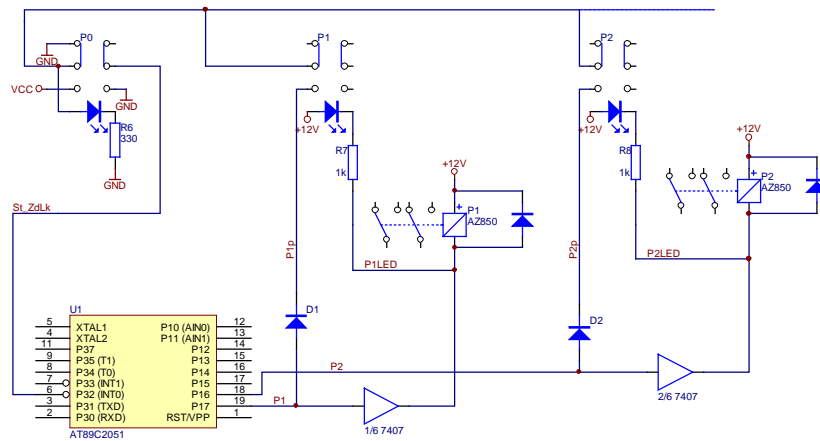 P0
P1
P2
GND
VCC
GND
R6
330
GND
+12V
R7
1k
+12V
P1
AZ850
+12V
R8
1k
+12V
P2
AZ850
St_ZdLk
P1p
P1LED
P2p
P2LED
U1
D1
D2
5 XTAL1 P10 (AIN0) 12
4 XTAL2 P11 (AIN1) 13
11 P37 P12 14
9 P35 (T1) P13 15
8 P34 (T0) P14 16
7 P33 (INT1) P15 17
6 P32 (INT0) P16 18
3 P31 (TXD) P17 19
2 P30 (RXD) RST/VPP 1
AT89C2051
P2
P1
1/6 7407
2/6 7407